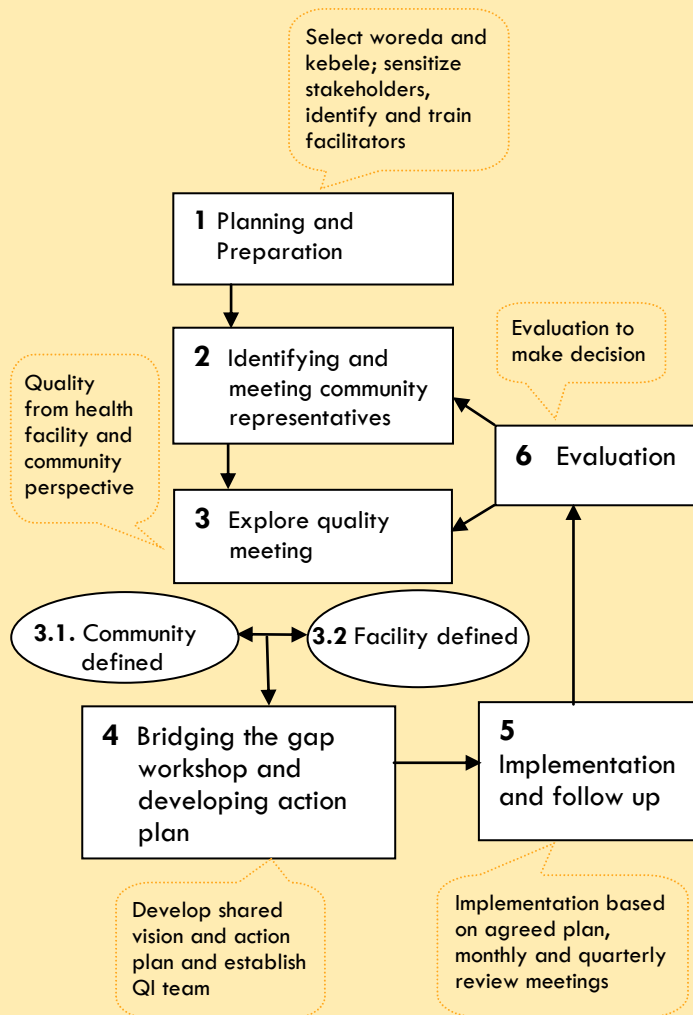 Select woreda and
kebele; sensitize
stakeholders,
identify and train
facilitators
1 Planning and
Preparation
2 Identifying and
meeting community
representatives
Evaluation to
make decision
Quality
from health
facility and
community
perspective
6 Evaluation
3 Explore quality
meeting
3.1. Community
defined
3.2 Facility defined
4 Bridging the gap
workshop and
developing action
plan
5
Implementation
and follow up
Develop shared
vision and action
plan and establish
QI team
Implementation based
on agreed plan,
monthly and quarterly
review meetings